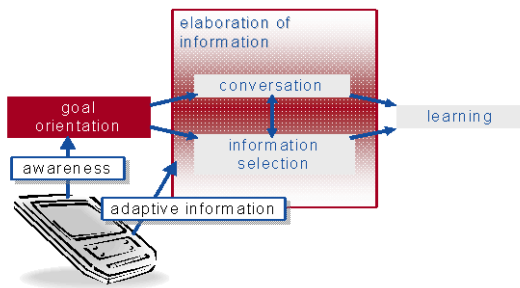 elaboration of
information
conversation
goal
orientation
learning
information
selection
awareness
adaptive information